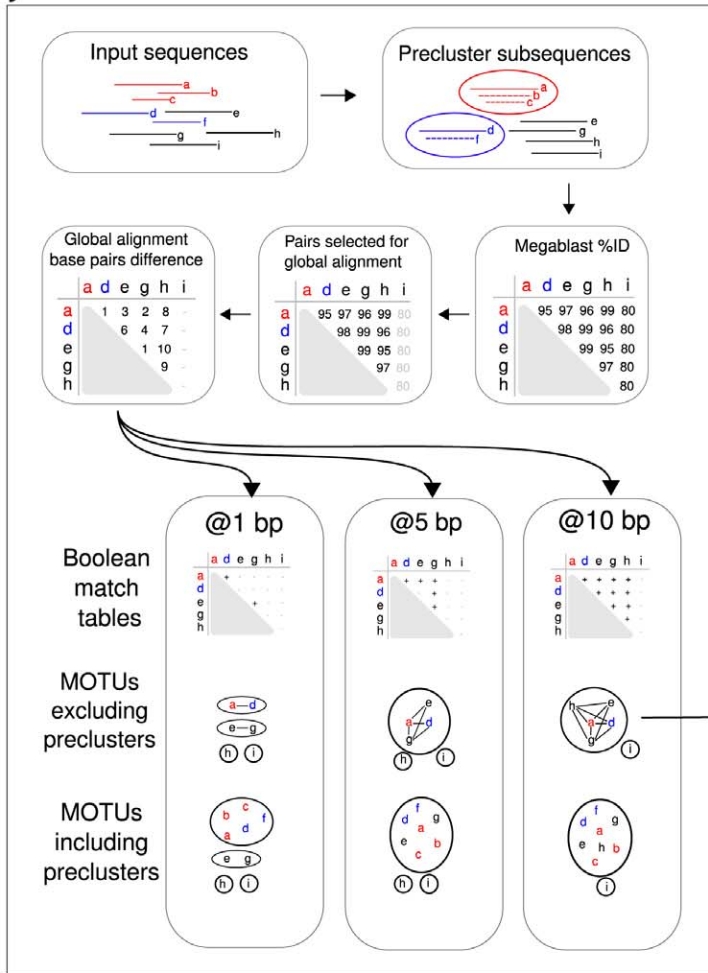 Input sequences
a
b
c
d
e
f
g
h
i
Precluster subsequences
a
b
c
d
f
e
g
h
i
Global alignment
base pairs difference
a d e g h i
a 1 3 2 8 -
d 6 4 7 -
e 1 10 -
g 9 -
h -
Pairs selected for
global alignment
a d e g h i
a 95 97 96 99 80
d 98 99 96 80
e 99 95 80
g 97 80
h 80
Megablast %ID
a d e g h i
a 95 97 96 99 80
d 98 99 96 80
e 99 95 80
g 97 80
h 80
@1 bp
@5 bp
@10 bp
Boolean
match
tables
a d e g h i
a + - - - -
d - - - -
e + - -
g - -
h -
a d e g h i
a + + + - -
d - + - -
e + - -
g - -
h -
a d e g h i
a + + + + -
d + + + -
e + + -
g + -
h -
MOTUs
excluding
preclusters
a d
e g
h i
e
a d
g
h i
h e
a d
g
i
MOTUs
including
preclusters
b c f
a d
e g
h i
f
d g
a
e b
c
h i
f
d g
a
e h b
c
i